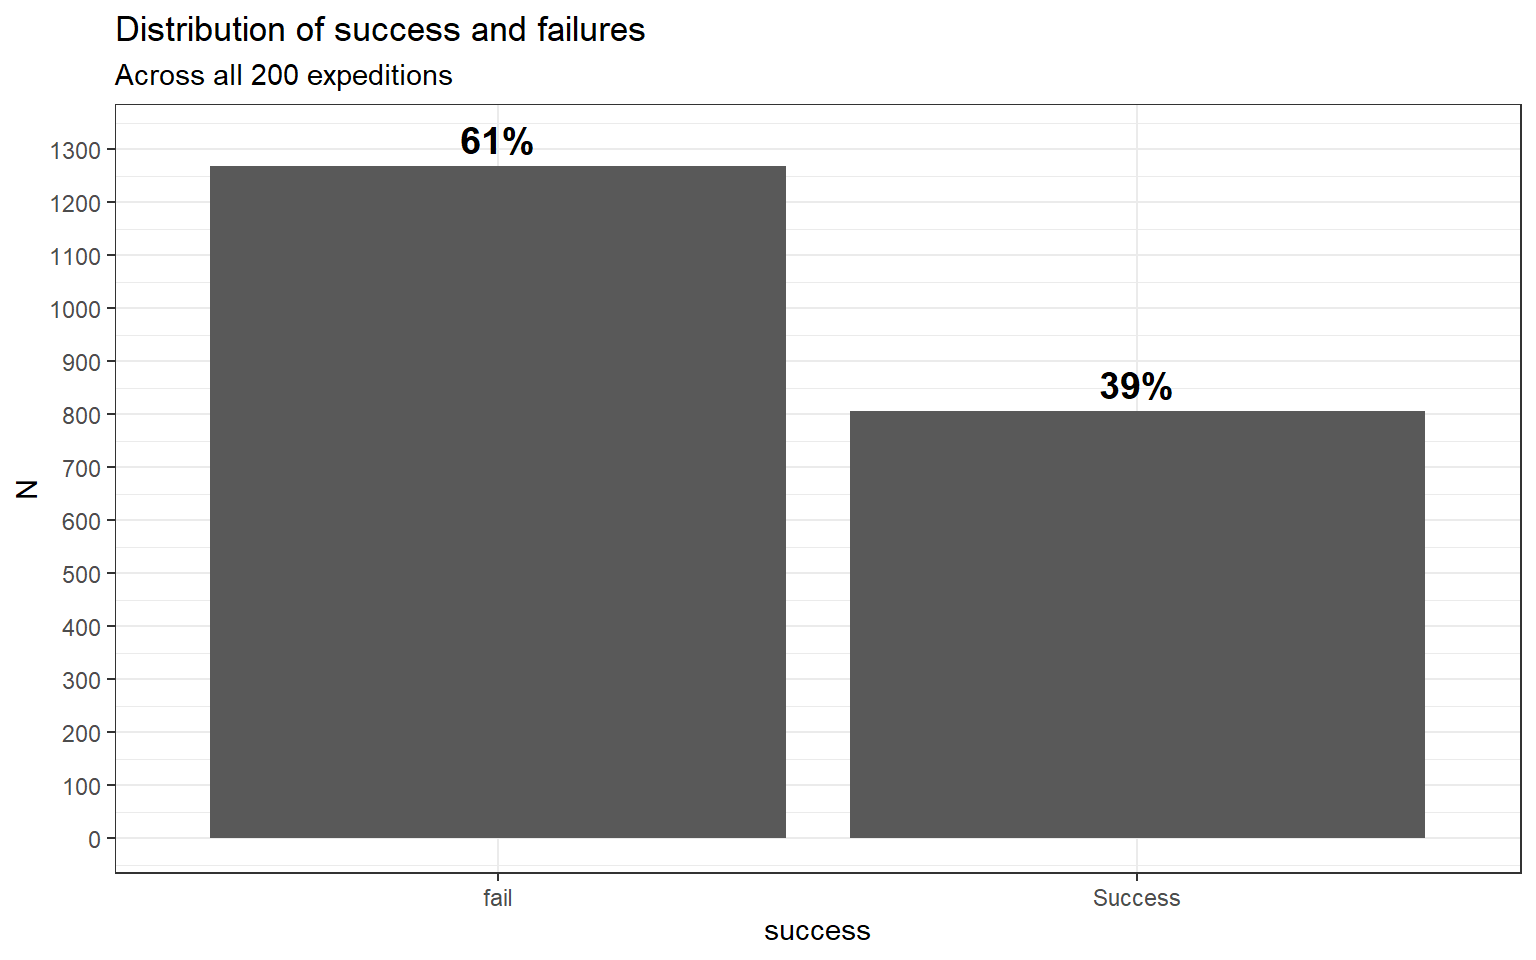 Distribution of success and failures
Across all 200 expeditions
61%
39%
1300
1200
1100
1000
900
800
700
600
500
400
300
200
100
0
N
fail
Success
success